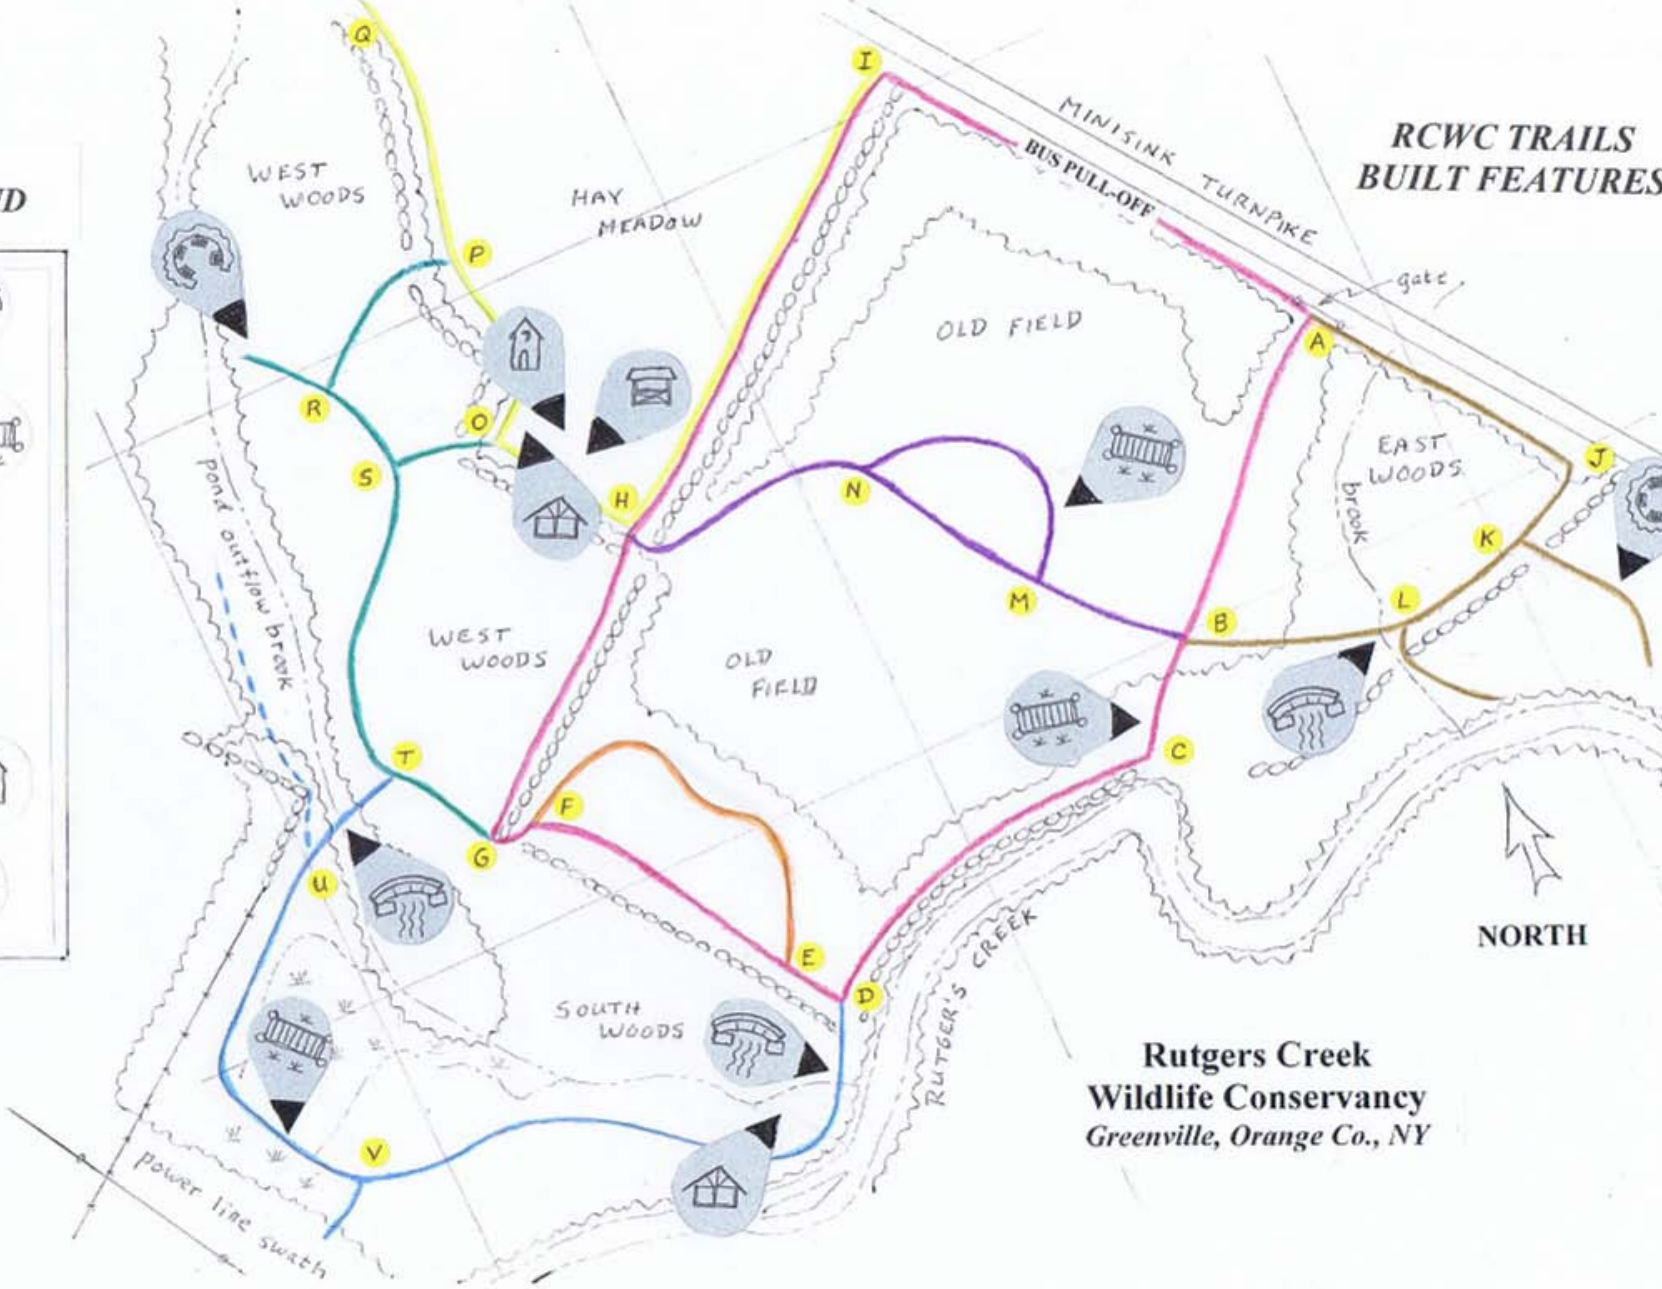 Q
I
MINISINK TURNPIKE
RCWC TRAILS
BUILT FEATURES
BUS PULL-OFF
WEST
WOODS
HAY
MEADOW
D
P
gate
OLD FIELD
A
R
O
S
H
N
EAST
WOODS
J
brook
K
pond outflow brook
M
L
B
WEST
WOODS
OLD
FIELD
T
C
F
G
U
NORTH
E
D
RUTGER'S CREEK
SOUTH
WOODS
Rutgers Creek
Wildlife Conservancy
Greenville, Orange Co., NY
V
power line swath